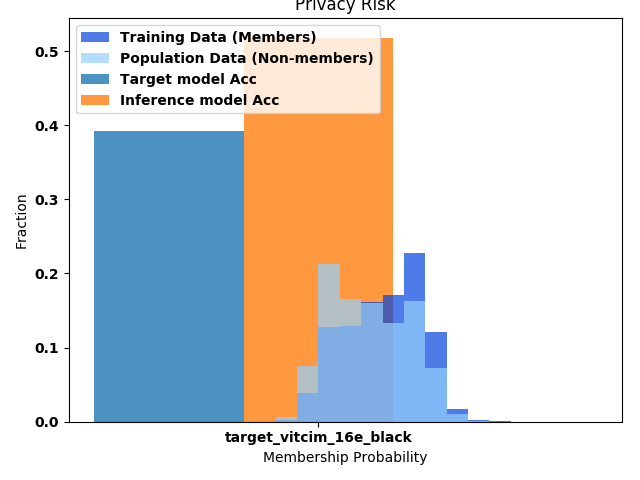 Privacy Risk
Training Data (Members)
Population Data (Non-members)
Target model Acc
Inference model Acc
Fraction
0.5
0.4
0.3
0.2
0.1
0.0
target_vitcim_16e_black
Membership Probability